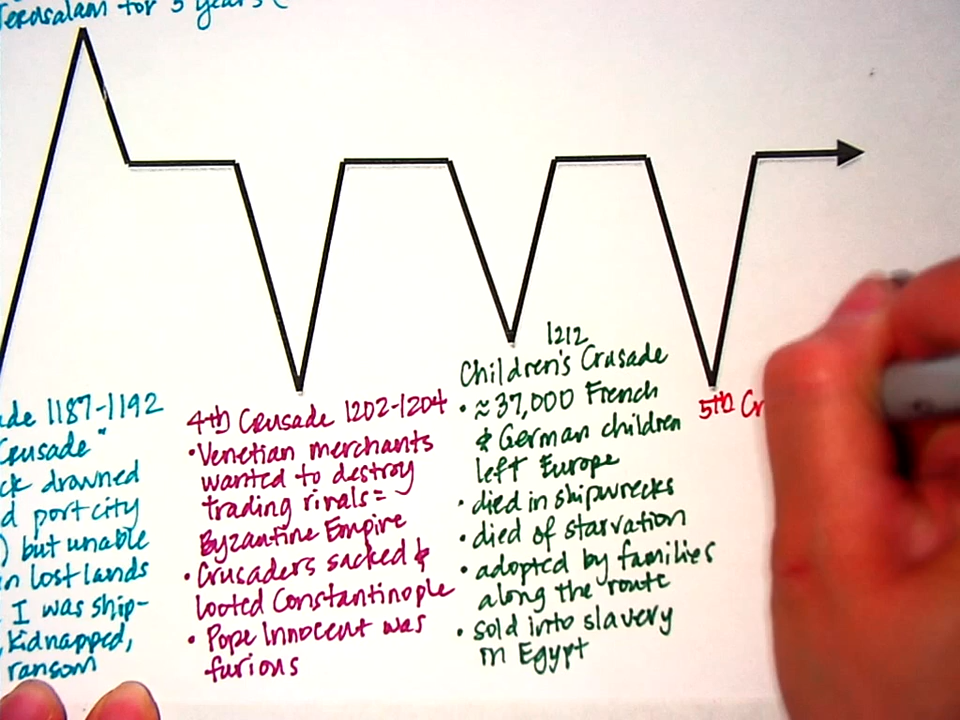 Jerusalem for 5 years (
ade 1187-1192
Crusade"
ck drowned
d port city
) but unable
n lost lands
I was ship-
, kidnapped,
ransom
4th Crusade 1202-1204
• Venetian merchants
wanted to destroy
trading rivals =
Byzantine Empire
• Crusaders sacked &
looted Constantinople
• Pope Innocent was
furious
1212
Children's Crusade
• ≈ 37,000 French
& German children
left Europe
• died in shipwrecks
• died of starvation
• adopted by families
along the route
• sold into slavery
in Egypt
5th Cr